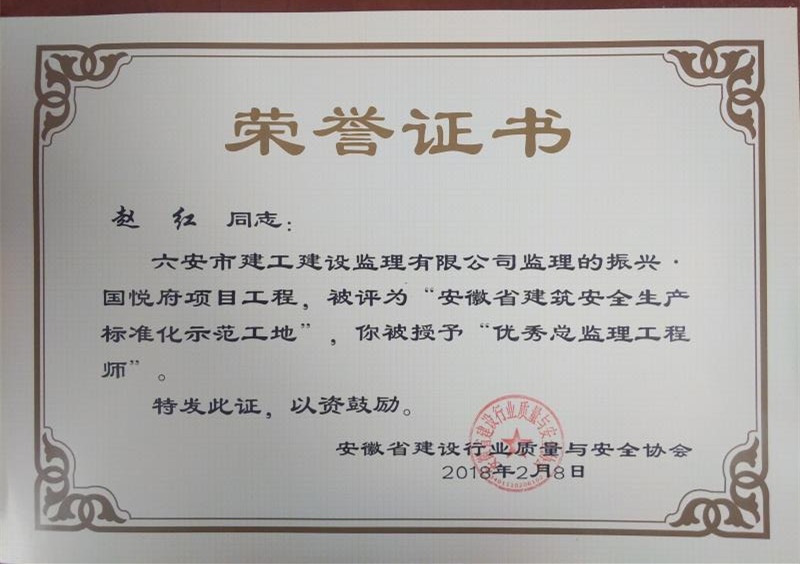 荣誉证书
赵 红 同志：
六安市建工建设监理有限公司监理的振兴·
国悦府项目工程，被评为“安徽省建筑安全生产
标准化示范工地”，你被授予“优秀总监理工程
师”。
特发此证，以资鼓励。
安徽省建设行业质量与安全协会
2018年2月8日